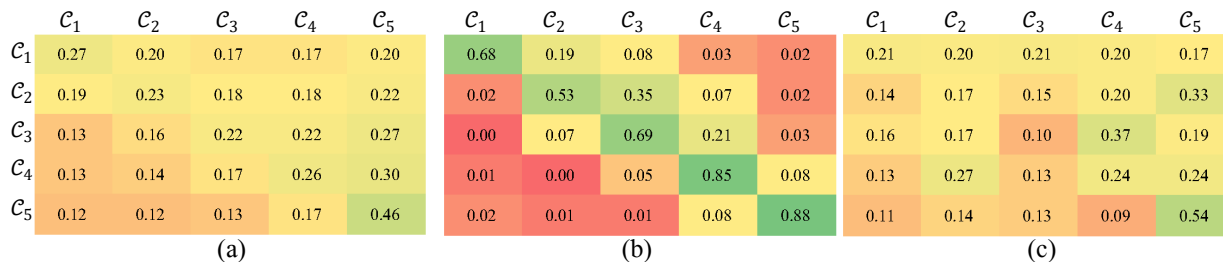 𝒞1 𝒞2 𝒞3 𝒞4 𝒞5 𝒞1 𝒞2 𝒞3 𝒞4 𝒞5 𝒞1 𝒞2 𝒞3 𝒞4 𝒞5
𝒞1 0.27 0.20 0.17 0.17 0.20 0.68 0.19 0.08 0.03 0.02 0.21 0.20 0.21 0.20 0.17
𝒞2 0.19 0.23 0.18 0.18 0.22 0.02 0.53 0.35 0.07 0.02 0.14 0.17 0.15 0.20 0.33
𝒞3 0.13 0.16 0.22 0.22 0.27 0.00 0.07 0.69 0.21 0.03 0.16 0.17 0.10 0.37 0.19
𝒞4 0.13 0.14 0.17 0.26 0.30 0.01 0.00 0.05 0.85 0.08 0.13 0.27 0.13 0.24 0.24
𝒞5 0.12 0.12 0.13 0.17 0.46 0.02 0.01 0.01 0.08 0.88 0.11 0.14 0.13 0.09 0.54
(a) (b) (c)